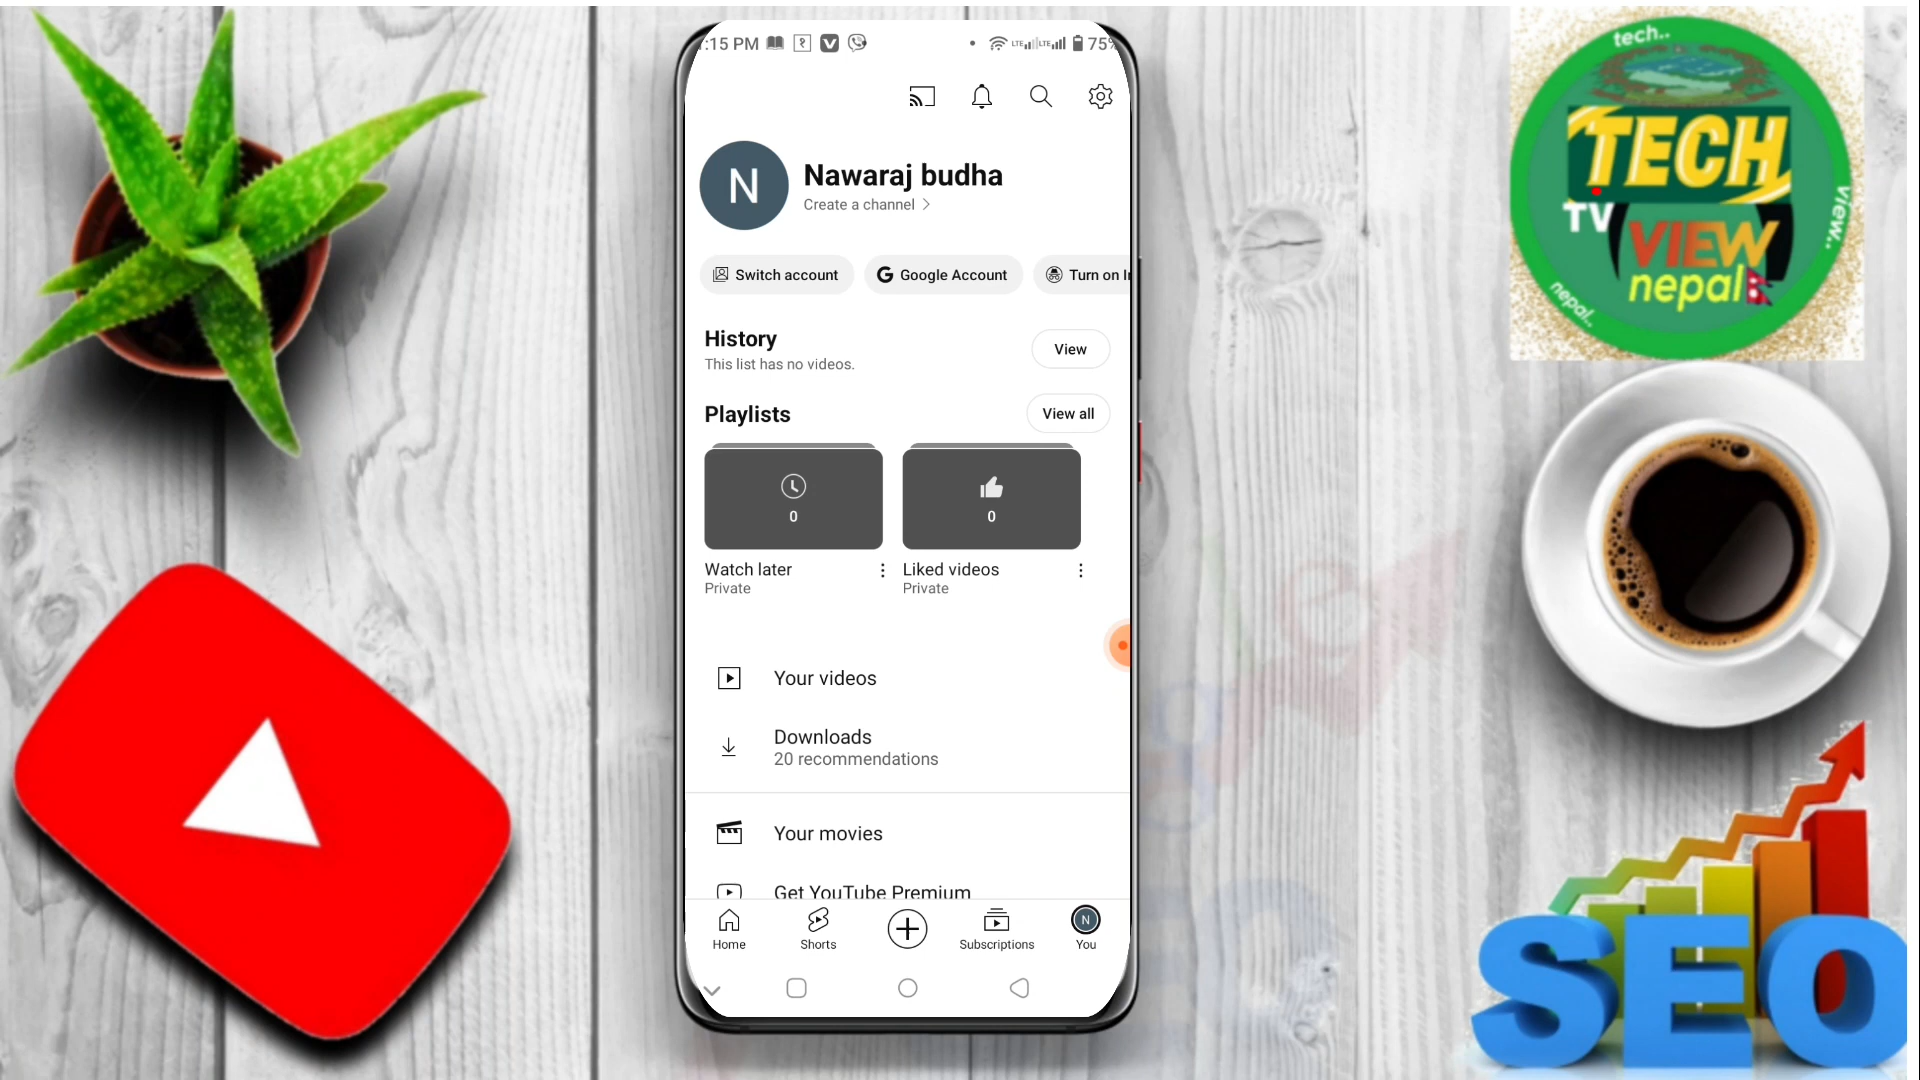 :15 PM
LTE LTE 75%
Nawaraj budha
Create a channel
N
Switch account
Google Account
Turn on I
History
This list has no videos.
View
Playlists
View all
0
0
Watch later
Private
Liked videos
Private
Your videos
Downloads
20 recommendations
Your movies
Get YouTube Premium
Home
Shorts
Subscriptions
N
You
tech..
TECH
TV
VIEW
nepal
view..
nepal..
SEO